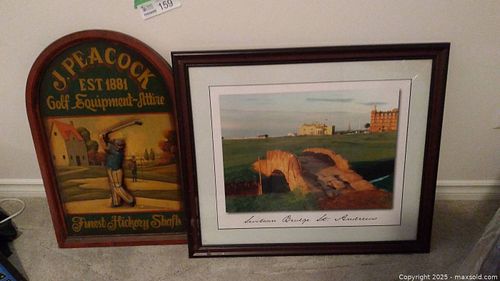 159
J. PEACOCK
EST 1881
Golf Equipment-Attire
Finest Hickory Shafts
Swilcan Bridge St. Andrews
Copyright © 2025 - maxsold.com